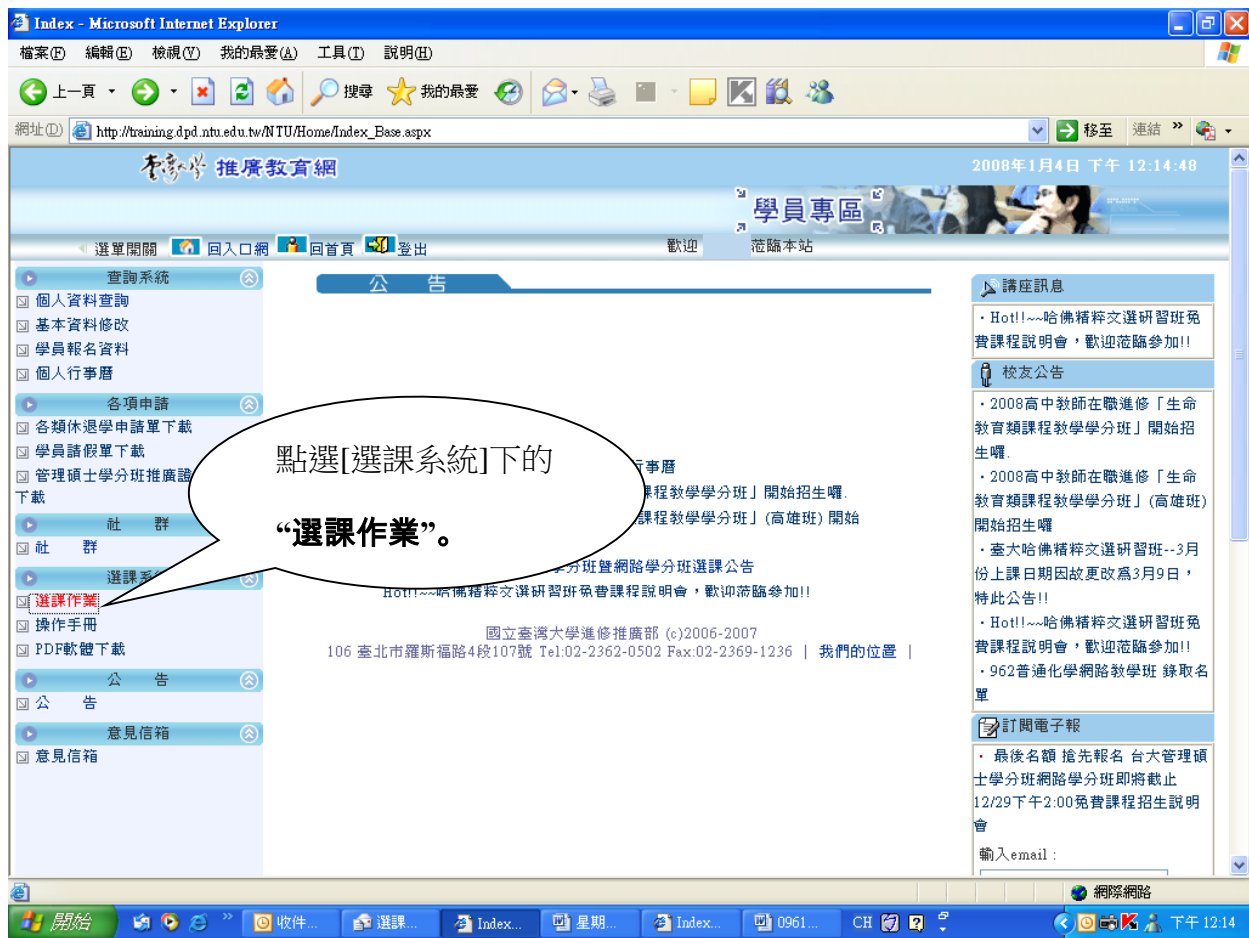 Index - Microsoft Internet Explorer
檔案(F) 編輯(E) 檢視(V) 我的最愛(A) 工具(T) 說明(H)
上一頁 搜尋 我的最愛
網址(D) http://training.dpd.ntu.edu.tw/NTU/Home/Index_Base.aspx 移至 連結 »
臺灣大學 推廣教育網
2008年1月4日 下午 12:14:48
學員專區
選單開關 回入口網 回首頁 登出 歡迎 蒞臨本站
查詢系統
個人資料查詢
基本資料修改
學員報名資料
個人行事曆
各項申請
各類休退學申請單下載
學員請假單下載
管理碩士學分班推廣證
下載
社 群
社 群
選課系
選課作業
操作手冊
PDF軟體下載
公 告
公 告
意見信箱
意見信箱
公 告
點選[選課系統]下的
“選課作業”。
行事曆
課程教學學分班」開始招生囉.
課程教學學分班」(高雄班) 開始
學分班暨網路學分班選課公告
Hot!!~~哈佛精粹文選研習班免費課程說明會，歡迎蒞臨參加!!
國立臺灣大學進修推廣部 (c)2006-2007
106 臺北市羅斯福路4段107號 Tel:02-2362-0502 Fax:02-2369-1236 | 我們的位置 |
講座訊息
·Hot!!~~哈佛精粹文選研習班免
費課程說明會，歡迎蒞臨參加!!
校友公告
·2008高中教師在職進修「生命
教育類課程教學學分班」開始招
生囉.
·2008高中教師在職進修「生命
教育類課程教學學分班」(高雄班)
開始招生囉
·臺大哈佛精粹文選研習班--3月
份上課日期因故更改為3月9日，
特此公告!!
·Hot!!~~哈佛精粹文選研習班免
費課程說明會，歡迎蒞臨參加!!
·962普通化學網路教學班 錄取名
單
訂閱電子報
· 最後名額 搶先報名 台大管理碩
士學分班網路學分班即將截止
12/29下午2:00免費課程招生說明
會
輸入email :
網際網路
開始 » 收件... 選課... Index... 星期... Index... 0961... CH 下午 12:14